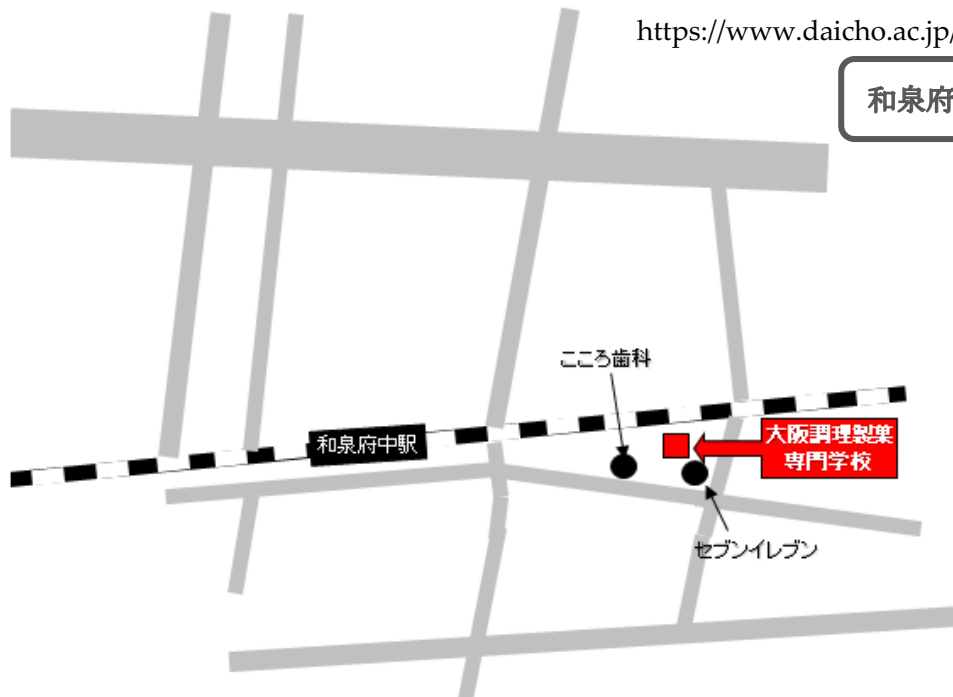 https://www.daicho.ac.jp/
和泉府
こころ歯科
和泉府中駅
大阪調理製菓
専門学校
セブンイレブン